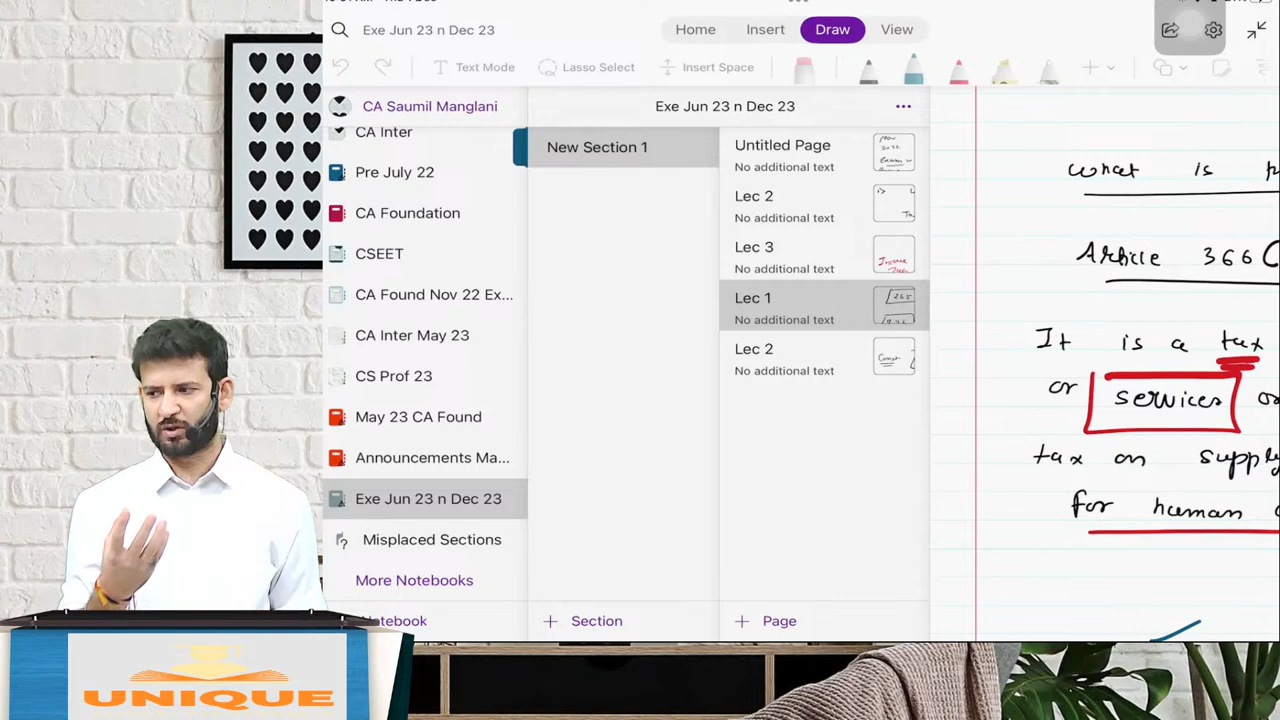 Exe Jun 23 n Dec 23
Home
Insert
Draw
View
Text Mode
Lasso Select
Insert Space
CA Saumil Manglani
Exe Jun 23 n Dec 23
CA Inter
Pre July 22
CA Foundation
CSEET
CA Found Nov 22 Ex...
CA Inter May 23
CS Prof 23
May 23 CA Found
Announcements Ma...
Exe Jun 23 n Dec 23
Misplaced Sections
More Notebooks
Notebook
New Section 1
Section
Untitled Page
No additional text
Lec 2
No additional text
Lec 3
No additional text
Lec 1
No additional text
Lec 2
No additional text
Page
what is
Article 366(
It is a tax
or services or
tax on supply
for human
UNIQUE